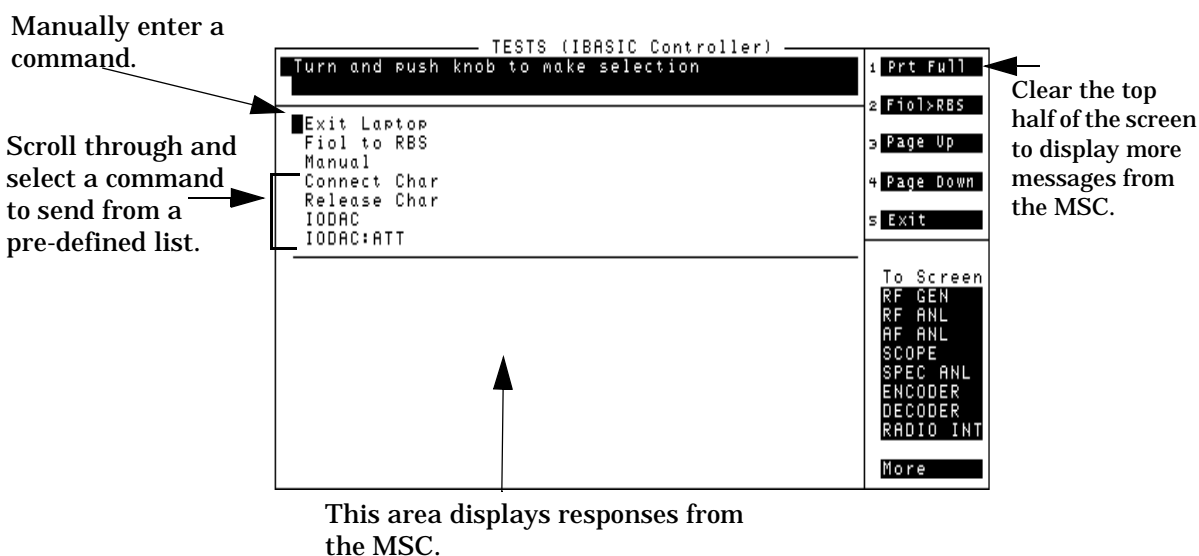 Manually enter a
command.
Scroll through and
select a command
to send from a
pre-defined list.
TESTS (IBASIC Controller)
Turn and push knob to make selection
Exit Laptop
Fiol to RBS
Manual
Connect Char
Release Char
IODAC
IODAC:ATT
1 Prt Full
2 Fiol>RBS
3 Page Up
4 Page Down
5 Exit
To Screen
RF GEN
RF ANL
AF ANL
SCOPE
SPEC ANL
ENCODER
DECODER
RADIO INT
More
Clear the top
half of the screen
to display more
messages from
the MSC.
This area displays responses from
the MSC.